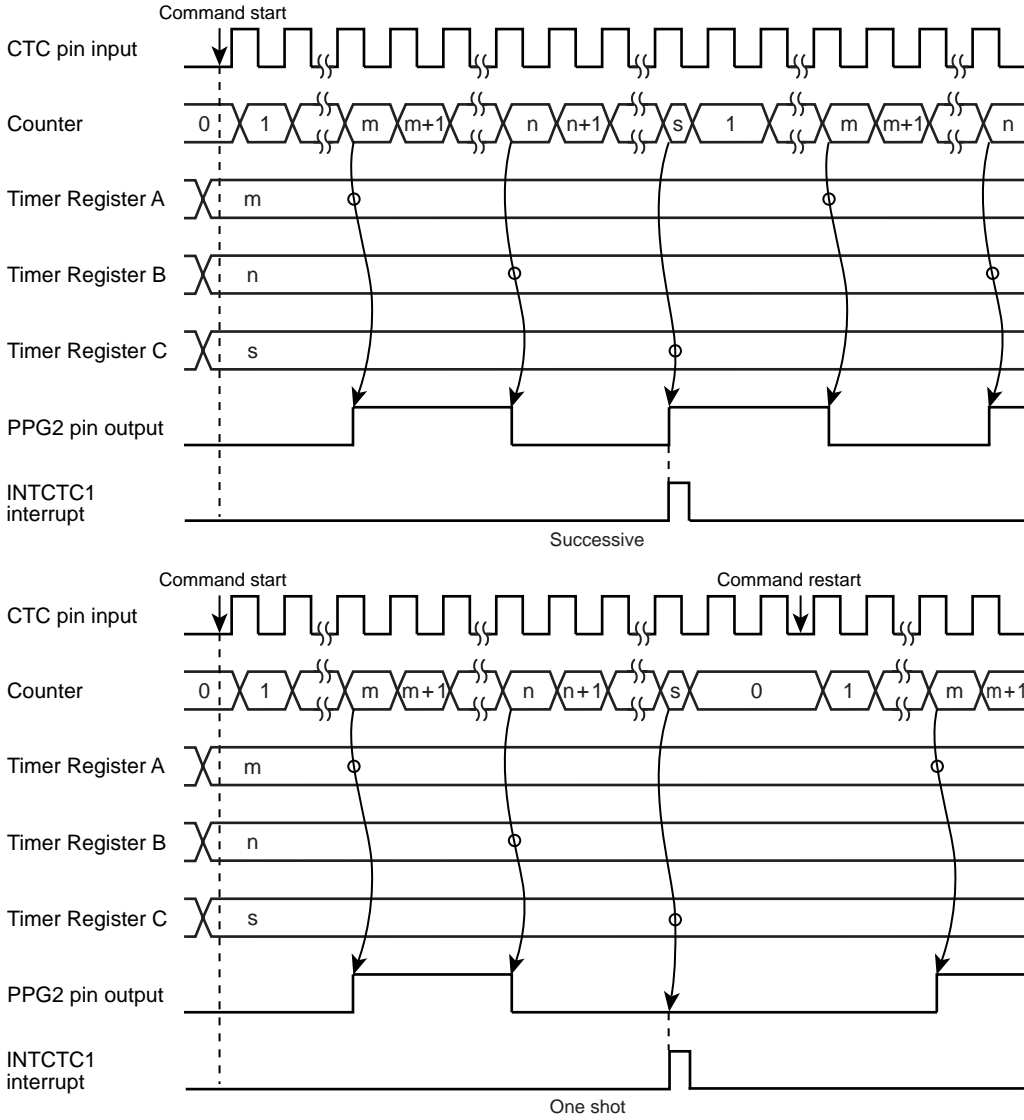 Command start
CTC pin input
Counter 0 1 m m+1 n n+1 s 1 m m+1 n
Timer Register A m
Timer Register B n
Timer Register C s
PPG2 pin output
INTCTC1
interrupt
Successive
Command start Command restart
CTC pin input
Counter 0 1 m m+1 n n+1 s 0 1 m m+1
Timer Register A m
Timer Register B n
Timer Register C s
PPG2 pin output
INTCTC1
interrupt
One shot